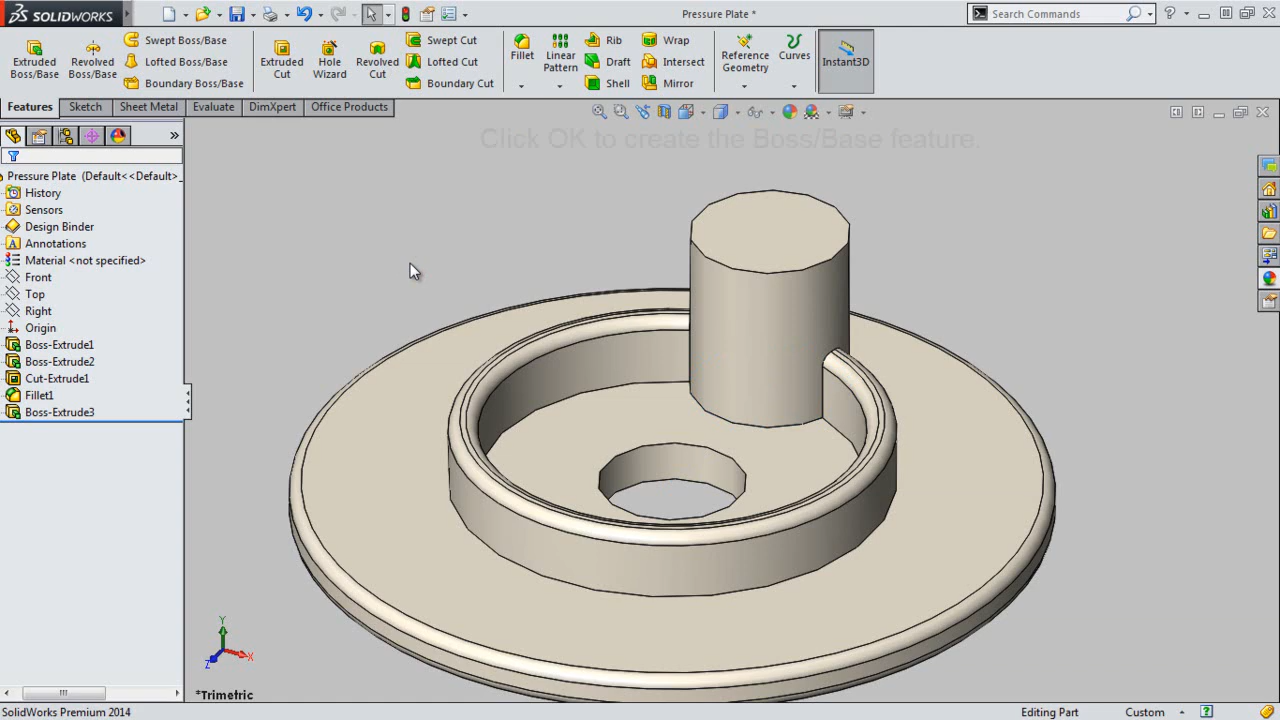 SOLIDWORKS
Pressure Plate *
Search Commands
Extruded Boss/Base
Revolved Boss/Base
Swept Boss/Base
Lofted Boss/Base
Boundary Boss/Base
Extruded Cut
Hole Wizard
Revolved Cut
Swept Cut
Lofted Cut
Boundary Cut
Fillet
Linear Pattern
Rib
Draft
Shell
Wrap
Intersect
Mirror
Reference Geometry
Curves
Instant3D
Features
Sketch
Sheet Metal
Evaluate
DimXpert
Office Products
Click OK to create the Boss/Base feature.
Pressure Plate (Default<<Default>_
History
Sensors
Design Binder
Annotations
Material <not specified>
Front
Top
Right
Origin
Boss-Extrude1
Boss-Extrude2
Cut-Extrude1
Fillet1
Boss-Extrude3
Y
X
Z
*Trimetric
SolidWorks Premium 2014
Editing Part
Custom